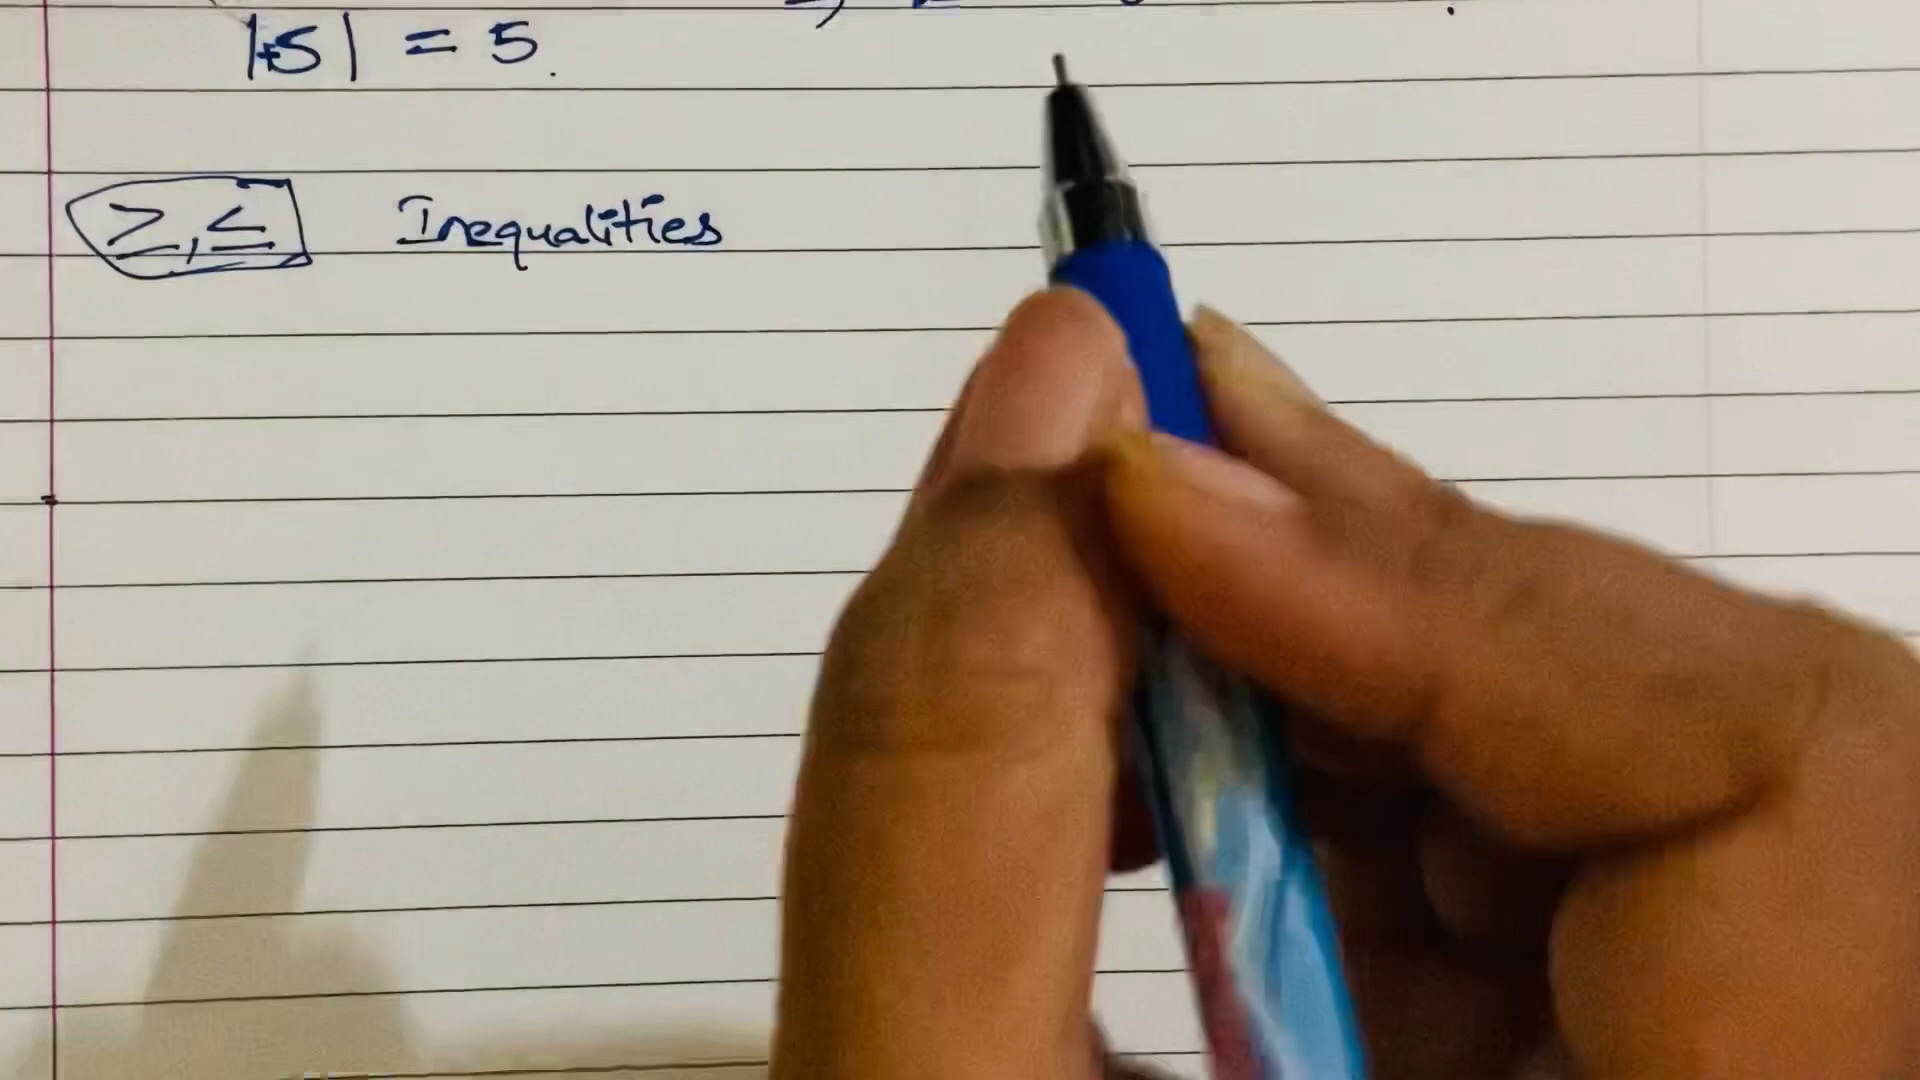 |+5| = 5.
≥, ≤ Inequalities